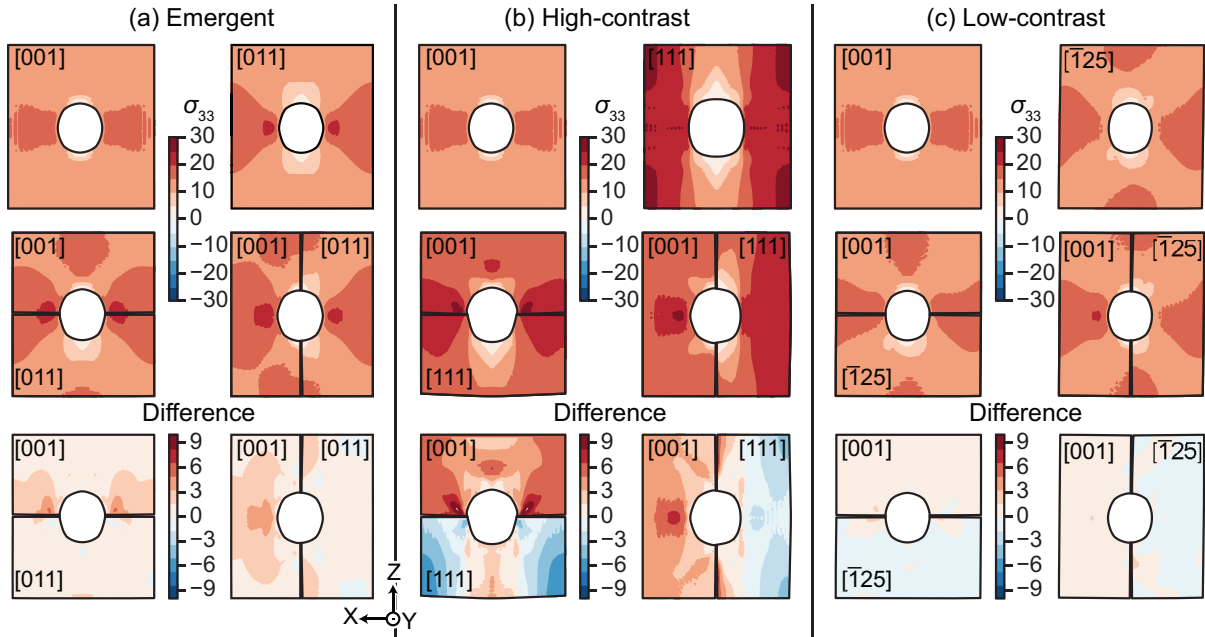 (a) Emergent
(b) High-contrast
(c) Low-contrast
[001] [011] [001] [111] [001] [1̅25]
σ33 σ33 σ33
30 30 30
20 20 20
10 10 10
0 0 0
−10 −10 −10
−20 −20 −20
−30 −30 −30
[001] [001] [011] [001] [001] [111] [001] [001] [1̅25]
[011] [111] [1̅25]
Difference Difference Difference
[001] [001] [011] [001] [001] [111] [001] [001] [1̅25]
9 9 9
6 6 6
3 3 3
0 0 0
−3 −3 −3
−6 −6 −6
−9 −9 −9
[011] [111] [1̅25]
Z
X Y